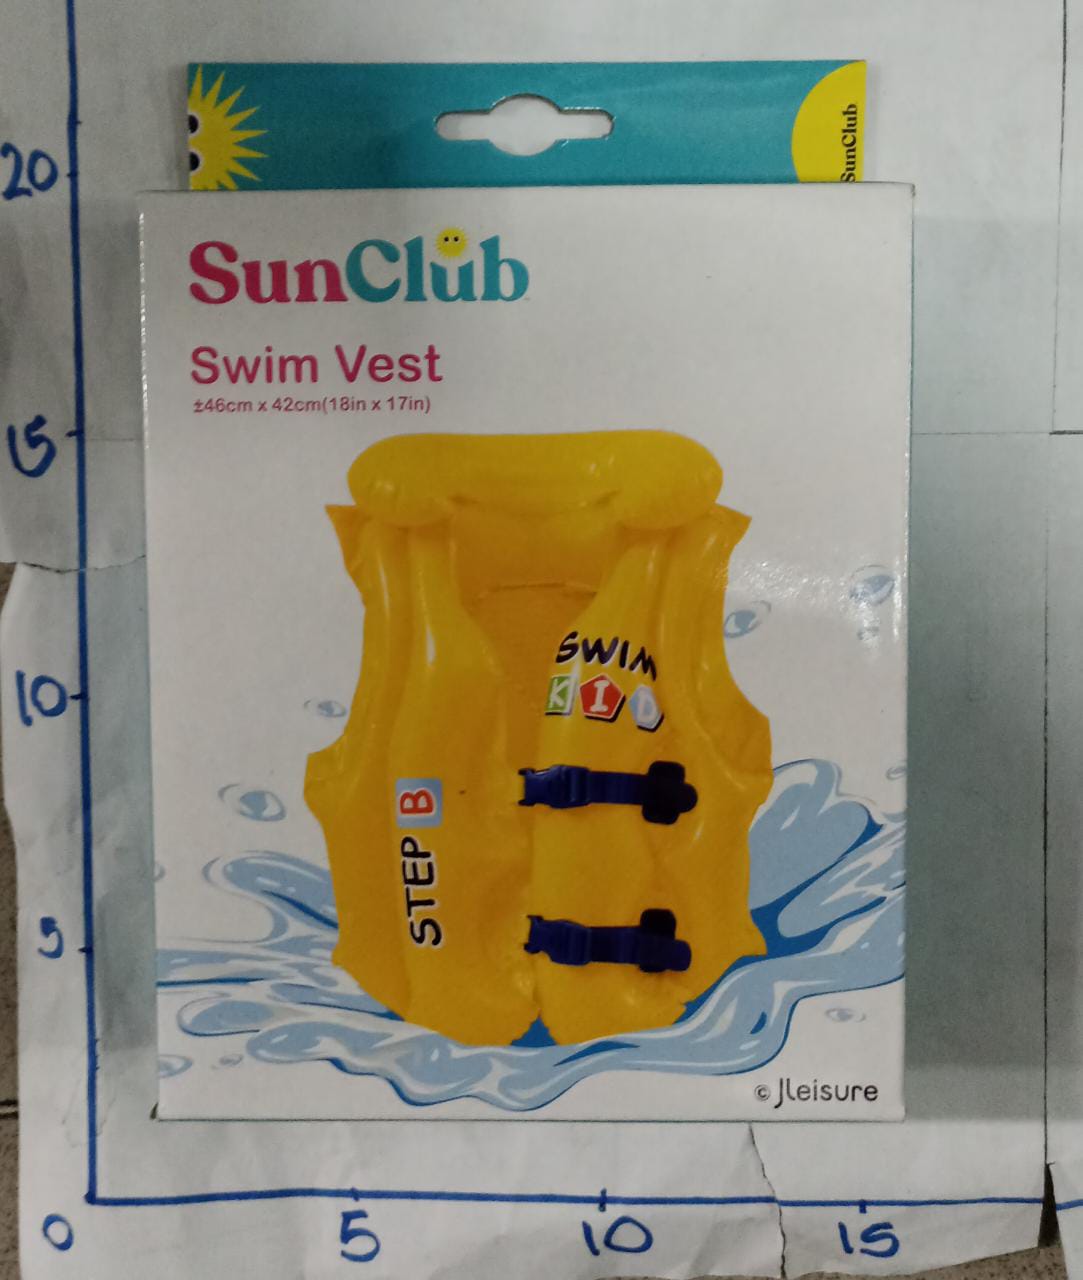 SunClub
SunClub
Swim Vest
±46cm x 42cm(18in x 17in)
SWIM
KID
STEP B
© JLeisure
20
15
10
5
0
5
10
15